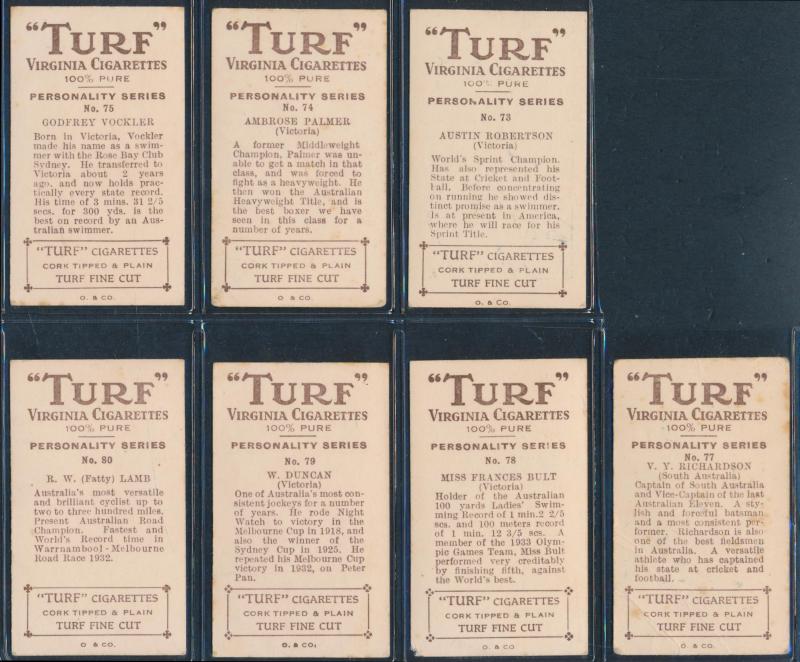 "TURF"
VIRGINIA CIGARETTES
100% PURE
PERSONALITY SERIES
No. 75
GODFREY VOCKLER
Born in Victoria, Vockler
made his name as a swim-
mer with the Rose Bay Club
Sydney. He transferred to
Victoria about 2 years
ago, and now holds prac-
tically every state record.
His time of 3 mins. 31 2/5
secs. for 300 yds. is the
best on record by an Aus-
tralian swimmer.
"TURF" CIGARETTES
CORK TIPPED & PLAIN
TURF FINE CUT
O. & CO.
"TURF"
VIRGINIA CIGARETTES
100% PURE
PERSONALITY SERIES
No. 74
AMBROSE PALMER
(Victoria)
A former Middleweight
Champion, Palmer was un-
able to get a match in that
class, and was forced to
fight as a heavyweight. He
then won the Australian
Heavyweight Title, and is
the best boxer we have
seen in this class for a
number of years.
"TURF" CIGARETTES
CORK TIPPED & PLAIN
TURF FINE CUT
O. & CO.
"TURF"
VIRGINIA CIGARETTES
100% PURE
PERSONALITY SERIES
No. 73
AUSTIN ROBERTSON
(Victoria)
World's Sprint Champion.
Has also represented his
State at Cricket and Foot-
ball. Before concentrating
on running he showed dis-
tinct promise as a swimmer.
Is at present in America,
where he will race for his
Sprint Title.
"TURF" CIGARETTES
CORK TIPPED & PLAIN
TURF FINE CUT
O. & CO.
"TURF"
VIRGINIA CIGARETTES
100% PURE
PERSONALITY SERIES
No. 80
R. W. (Fatty) LAMB
Australia's most versatile
and brilliant cyclist up to
two to three hundred miles.
Present Australian Road
Champion. Fastest and
World's Record time in
Warrnambool - Melbourne
Road Race 1932.
"TURF" CIGARETTES
CORK TIPPED & PLAIN
TURF FINE CUT
O. & CO.
"TURF"
VIRGINIA CIGARETTES
100% PURE
PERSONALITY SERIES
No. 79
W. DUNCAN
(Victoria)
One of Australia's most con-
sistent jockeys for a number
of years. He rode Night
Watch to victory in the
Melbourne Cup in 1918, and
also the winner of the
Sydney Cup in 1925. He
repeated his Melbourne Cup
victory in 1932, on Peter
Pan.
"TURF" CIGARETTES
CORK TIPPED & PLAIN
TURF FINE CUT
O. & CO.
"TURF"
VIRGINIA CIGARETTES
100% PURE
PERSONALITY SERIES
No. 78
MISS FRANCES BULT
(Victoria)
Holder of the Australian
100 yards Ladies' Swim-
ming Record of 1 min. 2 2/5
scs. and 100 meters record
of 1 min. 12 3/5 scs. A
member of the 1933 Olym-
pic Games Team, Miss Bult
performed very creditably
by finishing fifth, against
the World's best.
"TURF" CIGARETTES
CORK TIPPED & PLAIN
TURF FINE CUT
O. & CO.
"TURF"
VIRGINIA CIGARETTES
100% PURE
PERSONALITY SERIES
No. 77
V. Y. RICHARDSON
(South Australia)
Captain of South Australia
and Vice-Captain of the last
Australian Eleven. A sty-
lish and forceful batsman
and a most consistent per-
former. Richardson is also
one of the best fieldsmen
in Australia. A versatile
athlete who has captained
his state at cricket and
football.
"TURF" CIGARETTES
CORK TIPPED & PLAIN
TURF FINE CUT
O. & CO.